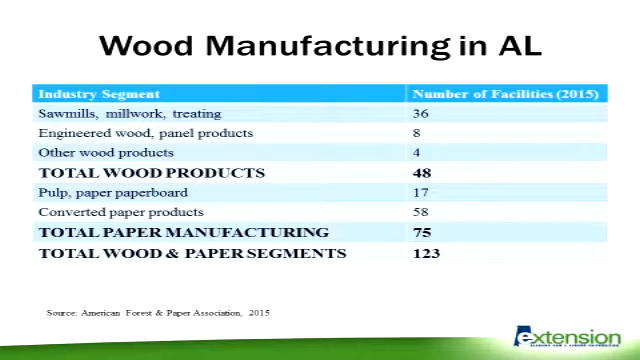 Wood Manufacturing in AL
Industry Segment Number of Facilities (2015)
Sawmills, millwork, treating 36
Engineered wood, panel products 8
Other wood products 4
TOTAL WOOD PRODUCTS 48
Pulp, paper paperboard 17
Converted paper products 58
TOTAL PAPER MANUFACTURING 75
TOTAL WOOD & PAPER SEGMENTS 123
Source: American Forest & Paper Association, 2015
extension